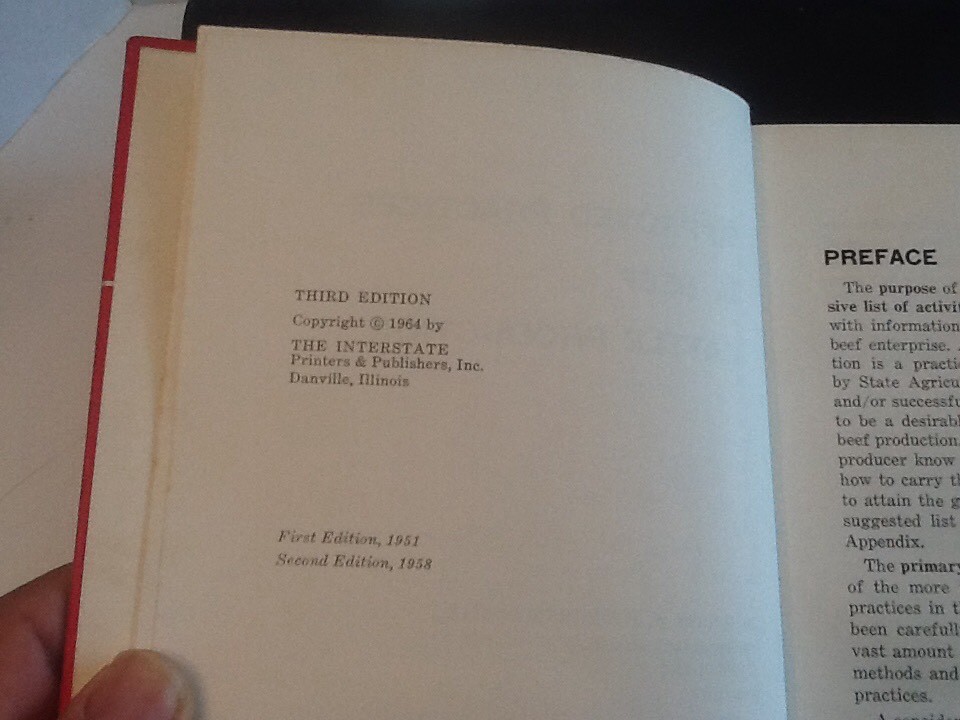 THIRD EDITION
Copyright © 1964 by
THE INTERSTATE
Printers & Publishers, Inc.
Danville, Illinois
First Edition, 1951
Second Edition, 1958
PREFACE
The purpose of
sive list of activi
with information
beef enterprise.
tion is a practi
by State Agricu
and/or successfu
to be a desirabl
beef production.
producer know
how to carry t
to attain the g
suggested list
Appendix.
The primary
of the more
practices in t
been carefull
vast amount
methods and
practices.